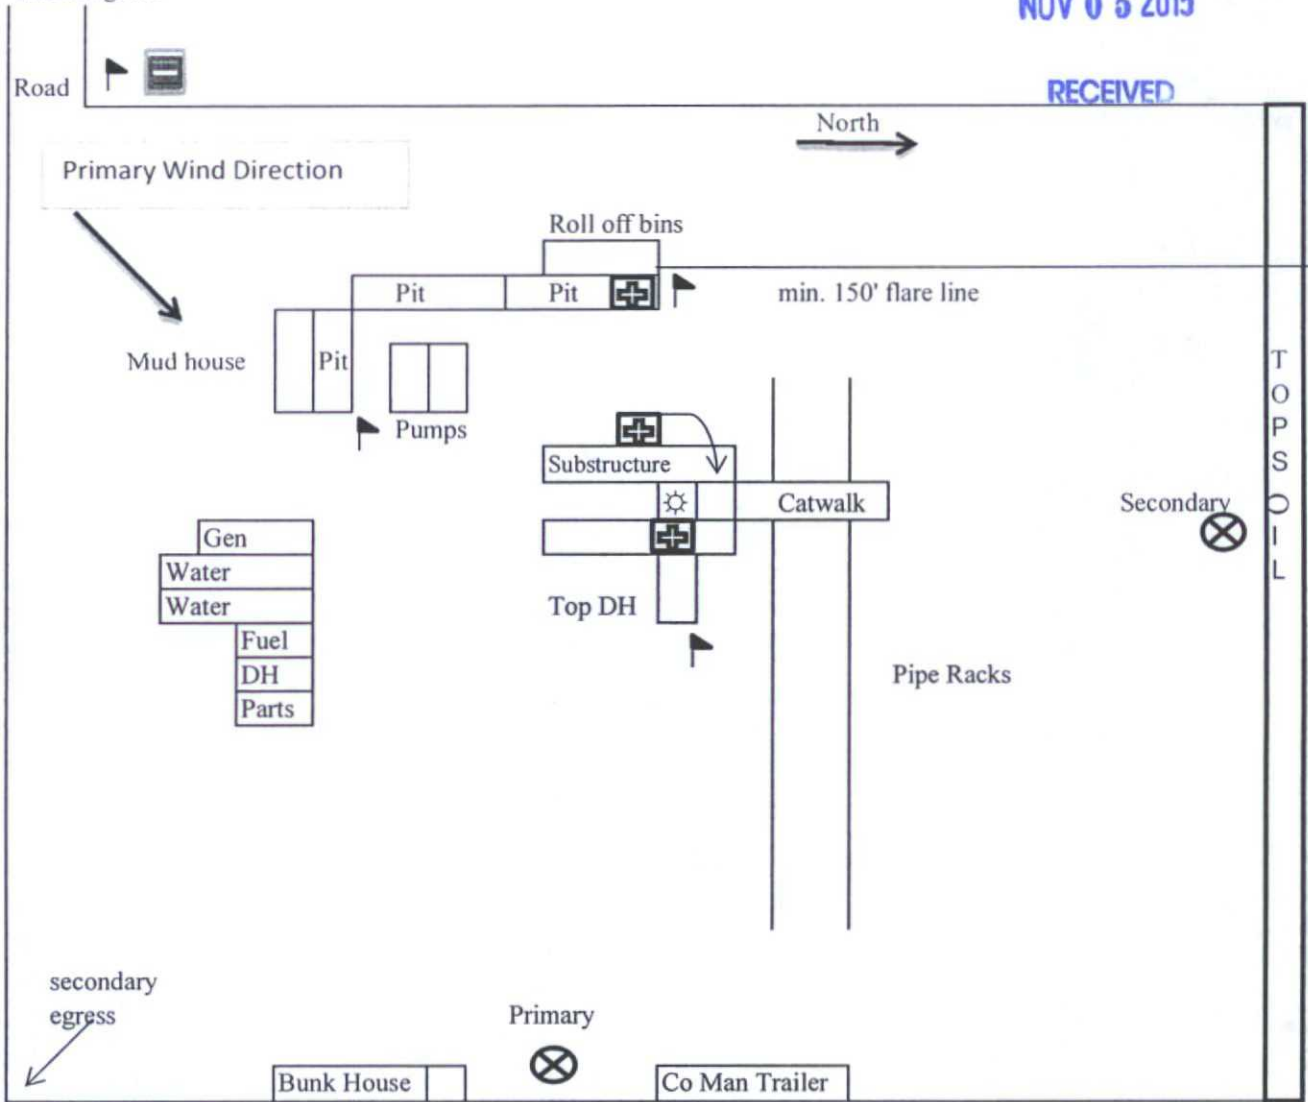 NOV 0 5 2015
Road
RECEIVED
North
Primary Wind Direction
Roll off bins
Pit
Pit
min. 150' flare line
Mud house
Pit
Pumps
Substructure
Catwalk
Secondary
TOPSOIL
Gen
Water
Water
Fuel
DH
Parts
Top DH
Pipe Racks
secondary
egress
Primary
Bunk House
Co Man Trailer